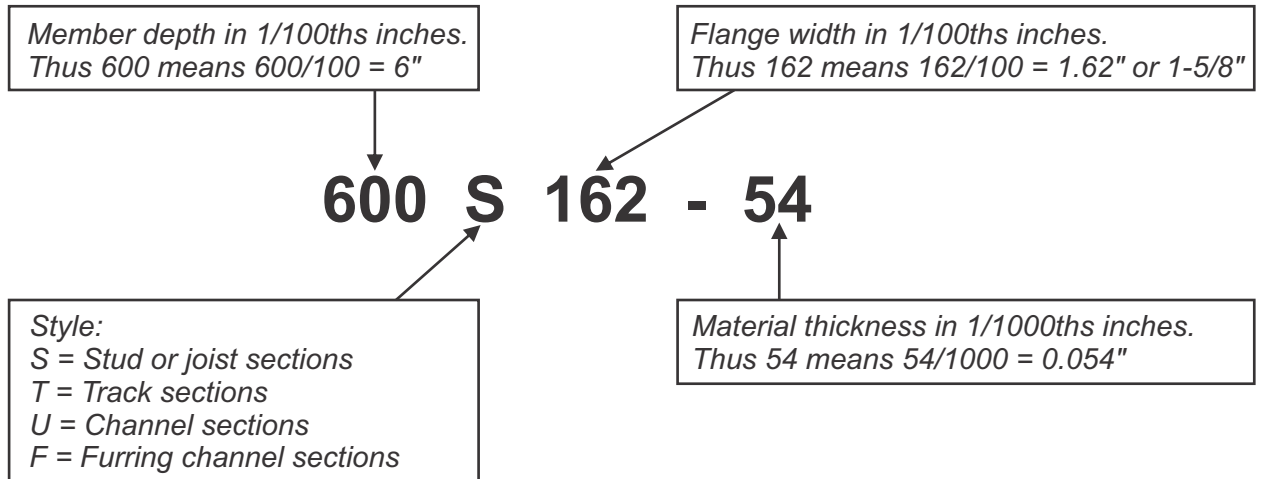 Member depth in 1/100ths inches.
Thus 600 means 600/100 = 6"
Flange width in 1/100ths inches.
Thus 162 means 162/100 = 1.62" or 1-5/8"
600 S 162 - 54
Style:
S = Stud or joist sections
T = Track sections
U = Channel sections
F = Furring channel sections
Material thickness in 1/1000ths inches.
Thus 54 means 54/1000 = 0.054"